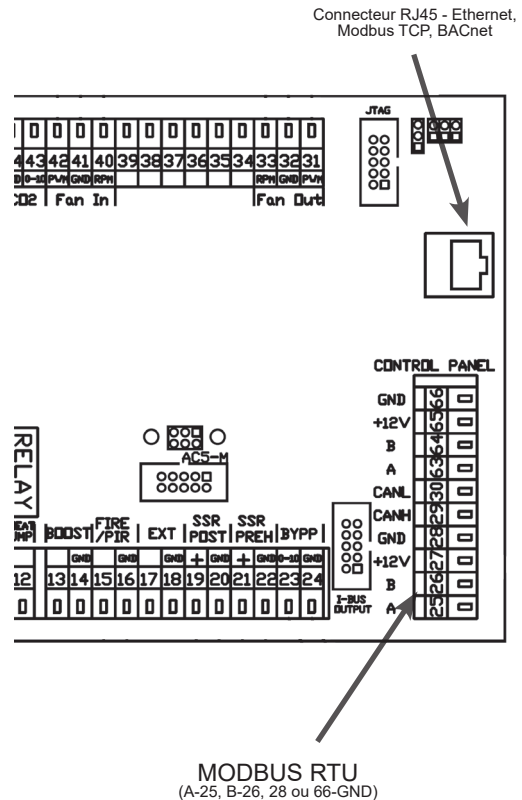 Connecteur RJ45 - Ethernet,
Modbus TCP, BACnet
JTAG
43 42 41 40 39 38 37 36 35 34 33 32 31
0-10 PWM GND RPM RPM GND PWM
CO2 Fan In Fan Out
CONTROL PANEL
GND 66
+12V 65
B 64
A 63
CANL 30
CANH 29
GND 28
+12V 27
B 26
A 25
RELAY
AC5-M
BOOST FIRE /PIR EXT SSR POST SSR PREH BYPP
GND GND GND + GND + GND 0-10 GND
12 13 14 15 16 17 18 19 20 21 22 23 24
I-BUS
OUTPUT
MODBUS RTU
(A-25, B-26, 28 ou 66-GND)